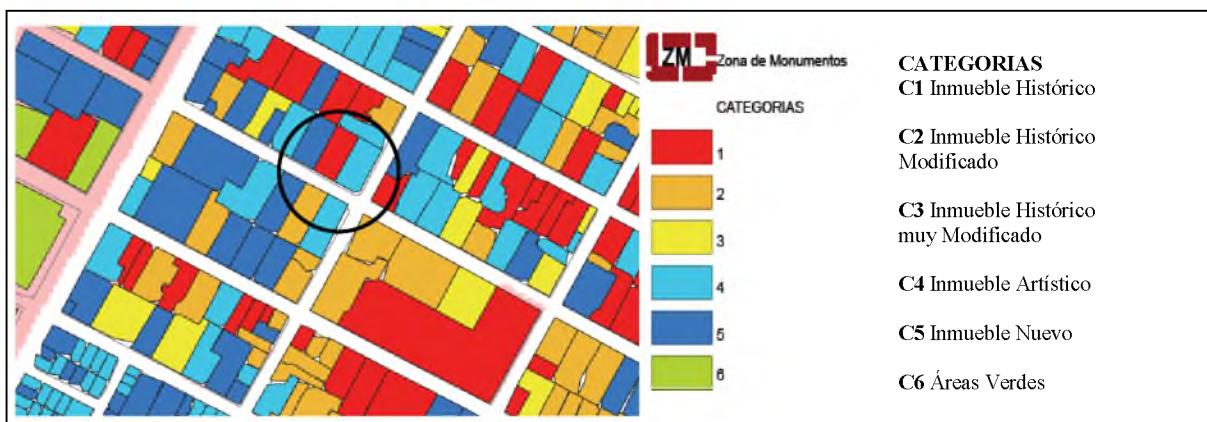 ZM
Zona de Monumentos
CATEGORIAS
1
2
3
4
5
6
CATEGORIAS
C1 Inmueble Histórico
C2 Inmueble Histórico
Modificado
C3 Inmueble Histórico
muy Modificado
C4 Inmueble Artístico
C5 Inmueble Nuevo
C6 Áreas Verdes